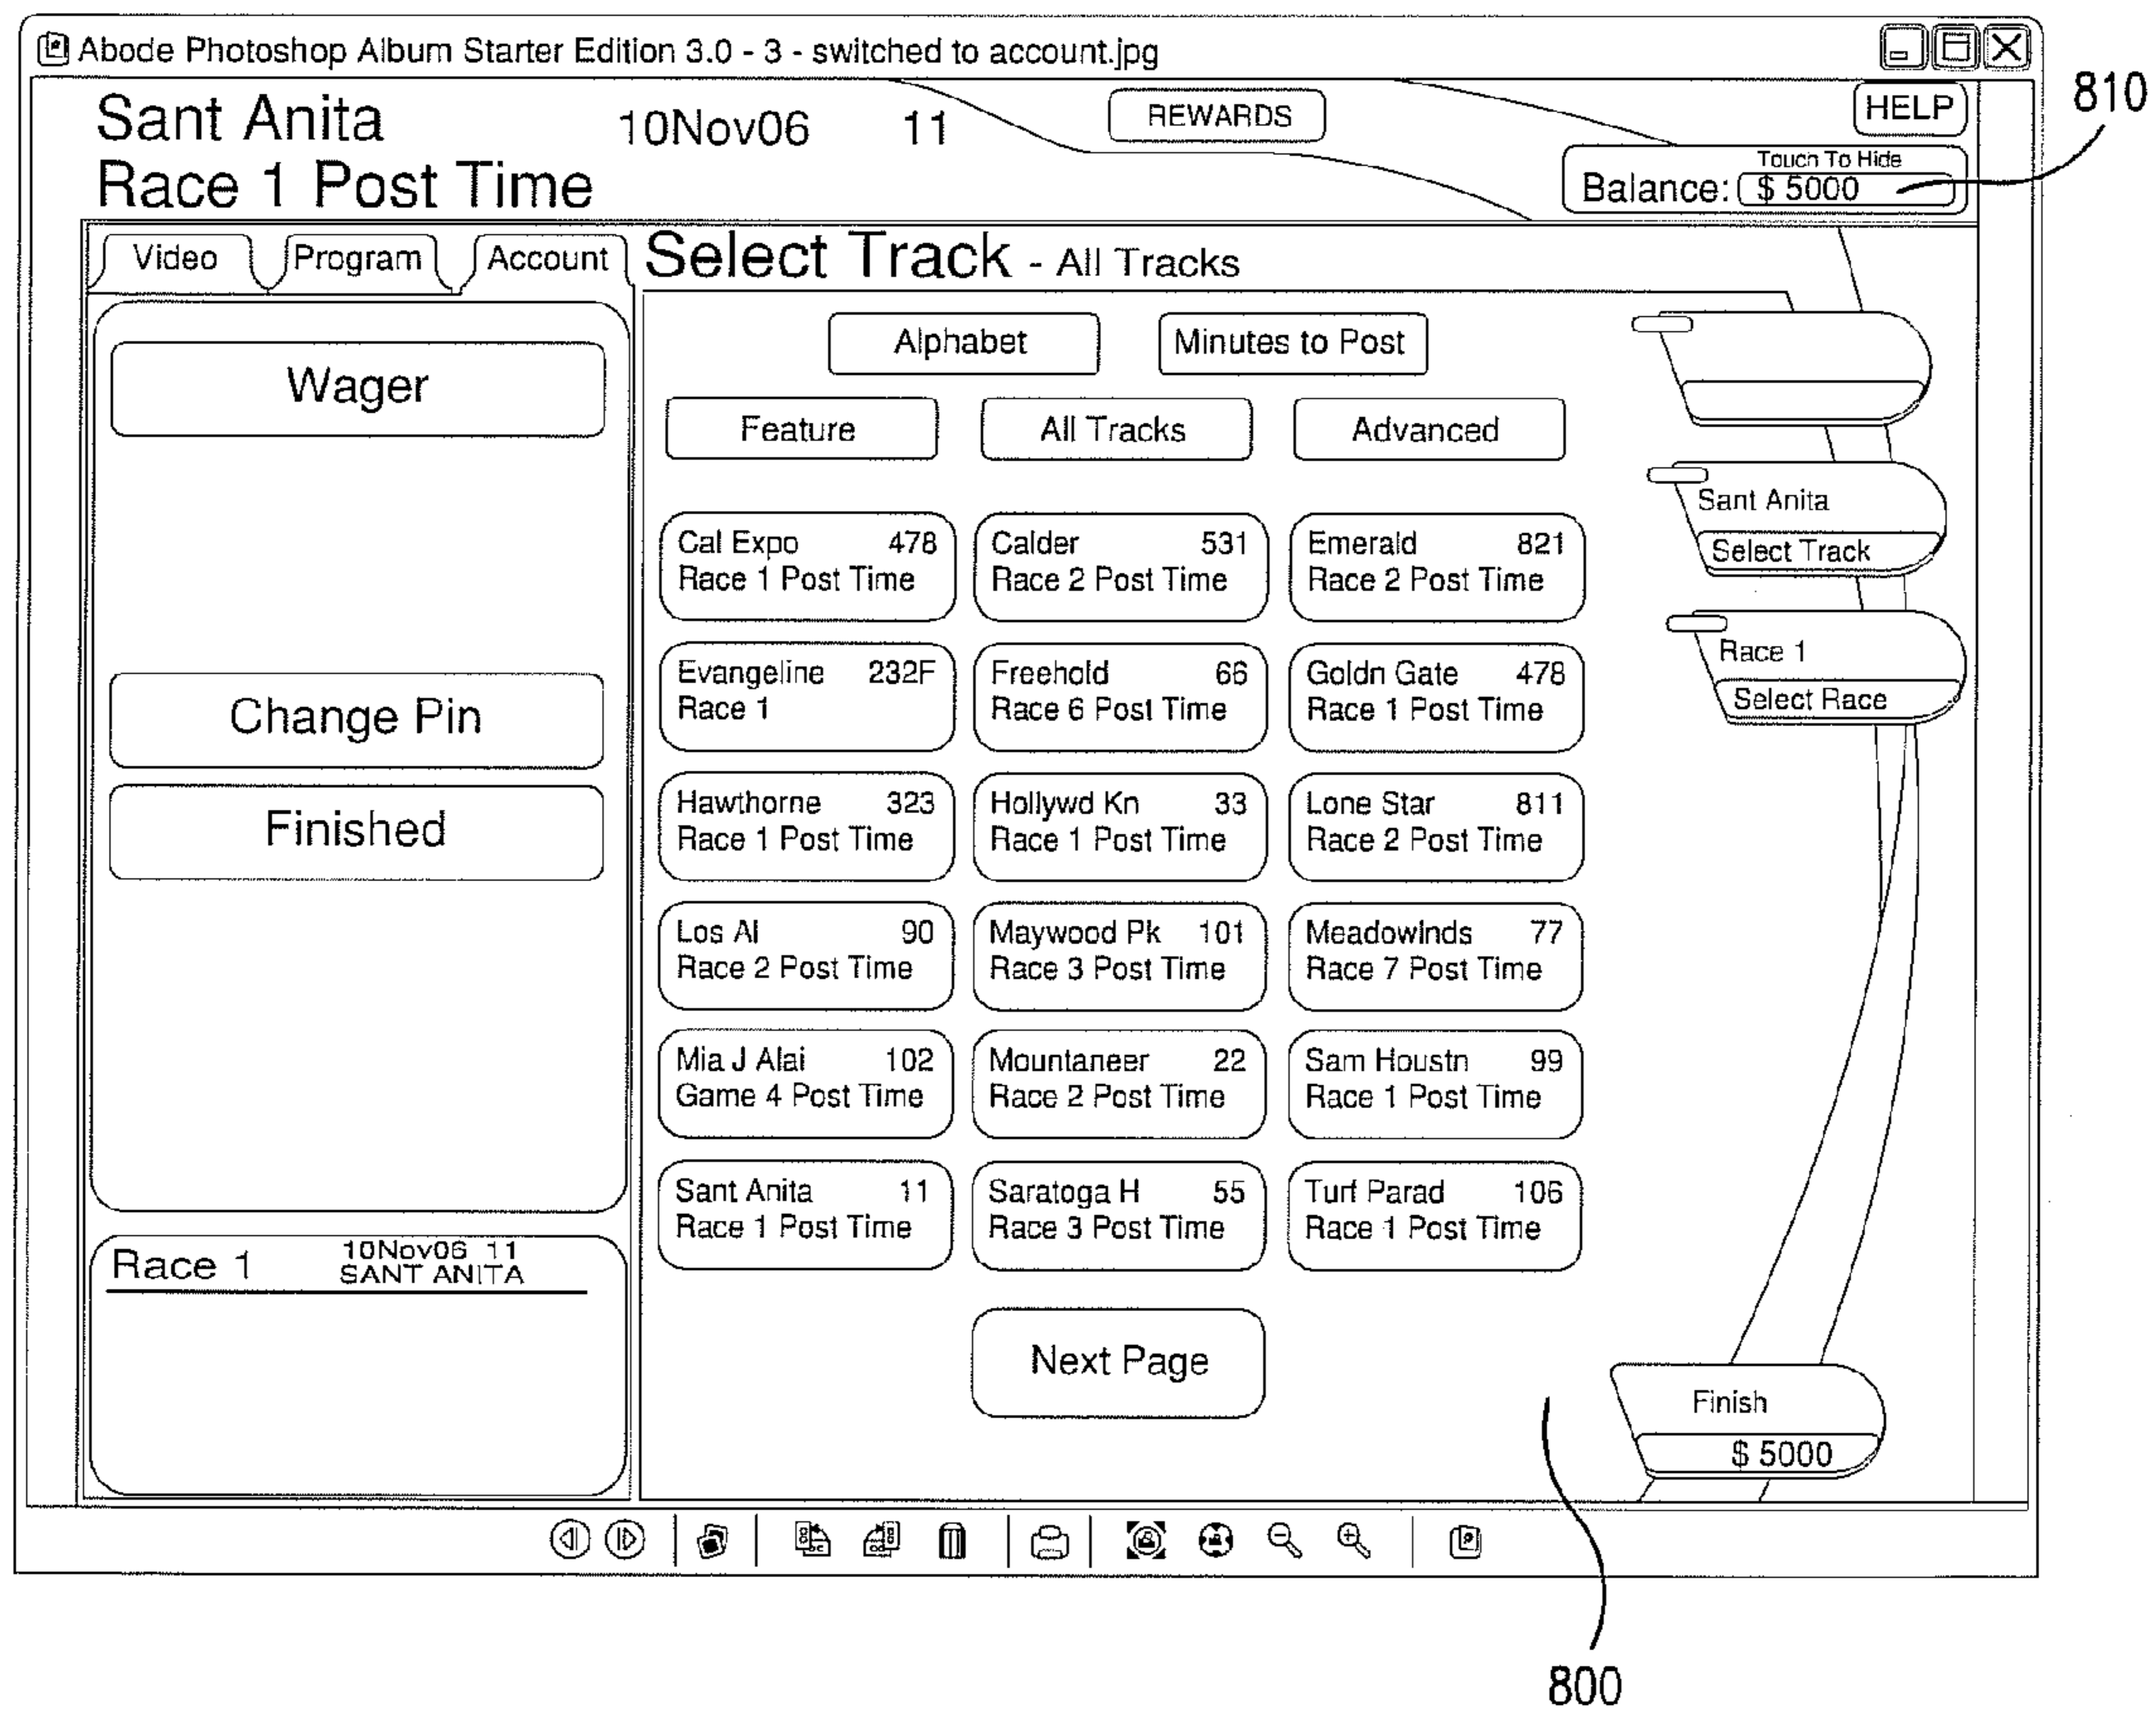 Abode Photoshop Album Starter Edition 3.0 - 3 - switched to account.jpg
810
Sant Anita 10Nov06 11 REWARDS HELP
Race 1 Post Time
Touch To Hide
Balance: $ 5000
Video Program Account
Select Track - All Tracks
Wager
Change Pin
Finished
Race 1 10Nov06 11
SANT ANITA
Alphabet Minutes to Post
Feature All Tracks Advanced
Cal Expo 478 Calder 531 Emerald 821
Race 1 Post Time Race 2 Post Time Race 2 Post Time
Evangeline 232F Freehold 66 Goldn Gate 478
Race 1 Race 6 Post Time Race 1 Post Time
Hawthorne 323 Hollywd Kn 33 Lone Star 811
Race 1 Post Time Race 1 Post Time Race 2 Post Time
Los Al 90 Maywood Pk 101 Meadowlnds 77
Race 2 Post Time Race 3 Post Time Race 7 Post Time
Mia J Alai 102 Mountaneer 22 Sam Houstn 99
Game 4 Post Time Race 2 Post Time Race 1 Post Time
Sant Anita 11 Saratoga H 55 Turf Parad 106
Race 1 Post Time Race 3 Post Time Race 1 Post Time
Next Page
Sant Anita
Select Track
Race 1
Select Race
Finish
$ 5000
800